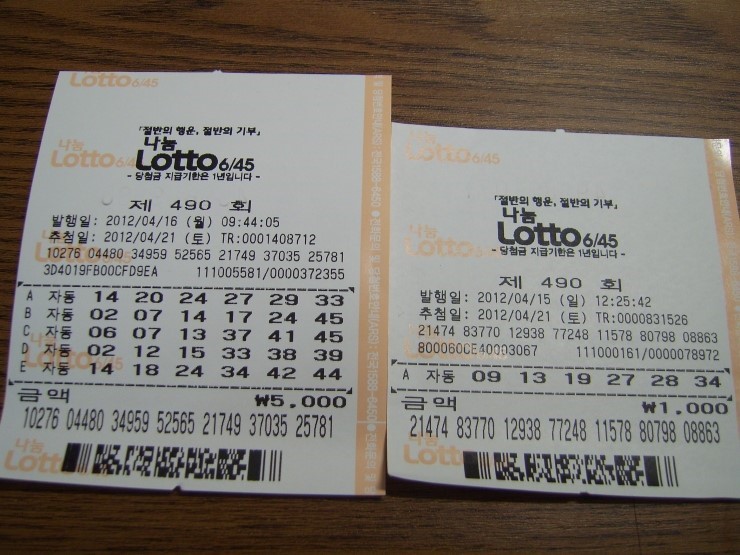 Lotto6/45
「절반의 행운, 절반의 기부」
나눔
Lotto6/45
- 당첨금 지급기한은 1년입니다 -
제 490 회
발행일: 2012/04/16 (월) 09:44:05
추첨일: 2012/04/21 (토) TR:0001408712
10276 04480 34959 52565 21749 37035 25781
3D4019FB00CFD9EA 111005581/0000372355
A 자동 14 20 24 27 29 33
B 자동 02 07 14 17 24 45
C 자동 06 07 13 37 41 45
D 자동 02 12 15 33 38 39
E 자동 14 18 24 34 42 44
금액 ₩5,000
10276 04480 34959 52565 21749 37035 25781
나눔
Lotto
6/45
「절반의 행운, 절반의 기부」
나눔
Lotto6/45
- 당첨금 지급기한은 1년입니다 -
제 490 회
발행일: 2012/04/15 (일) 12:25:42
추첨일: 2012/04/21 (토) TR:0000831526
21474 83770 12938 77248 11578 80798 08863
111000161/0000078972
A 자동 09 13 19 27 28 34
금액 ₩1,000
21474 83770 12938 77248 11578 80798 08863
Lotto